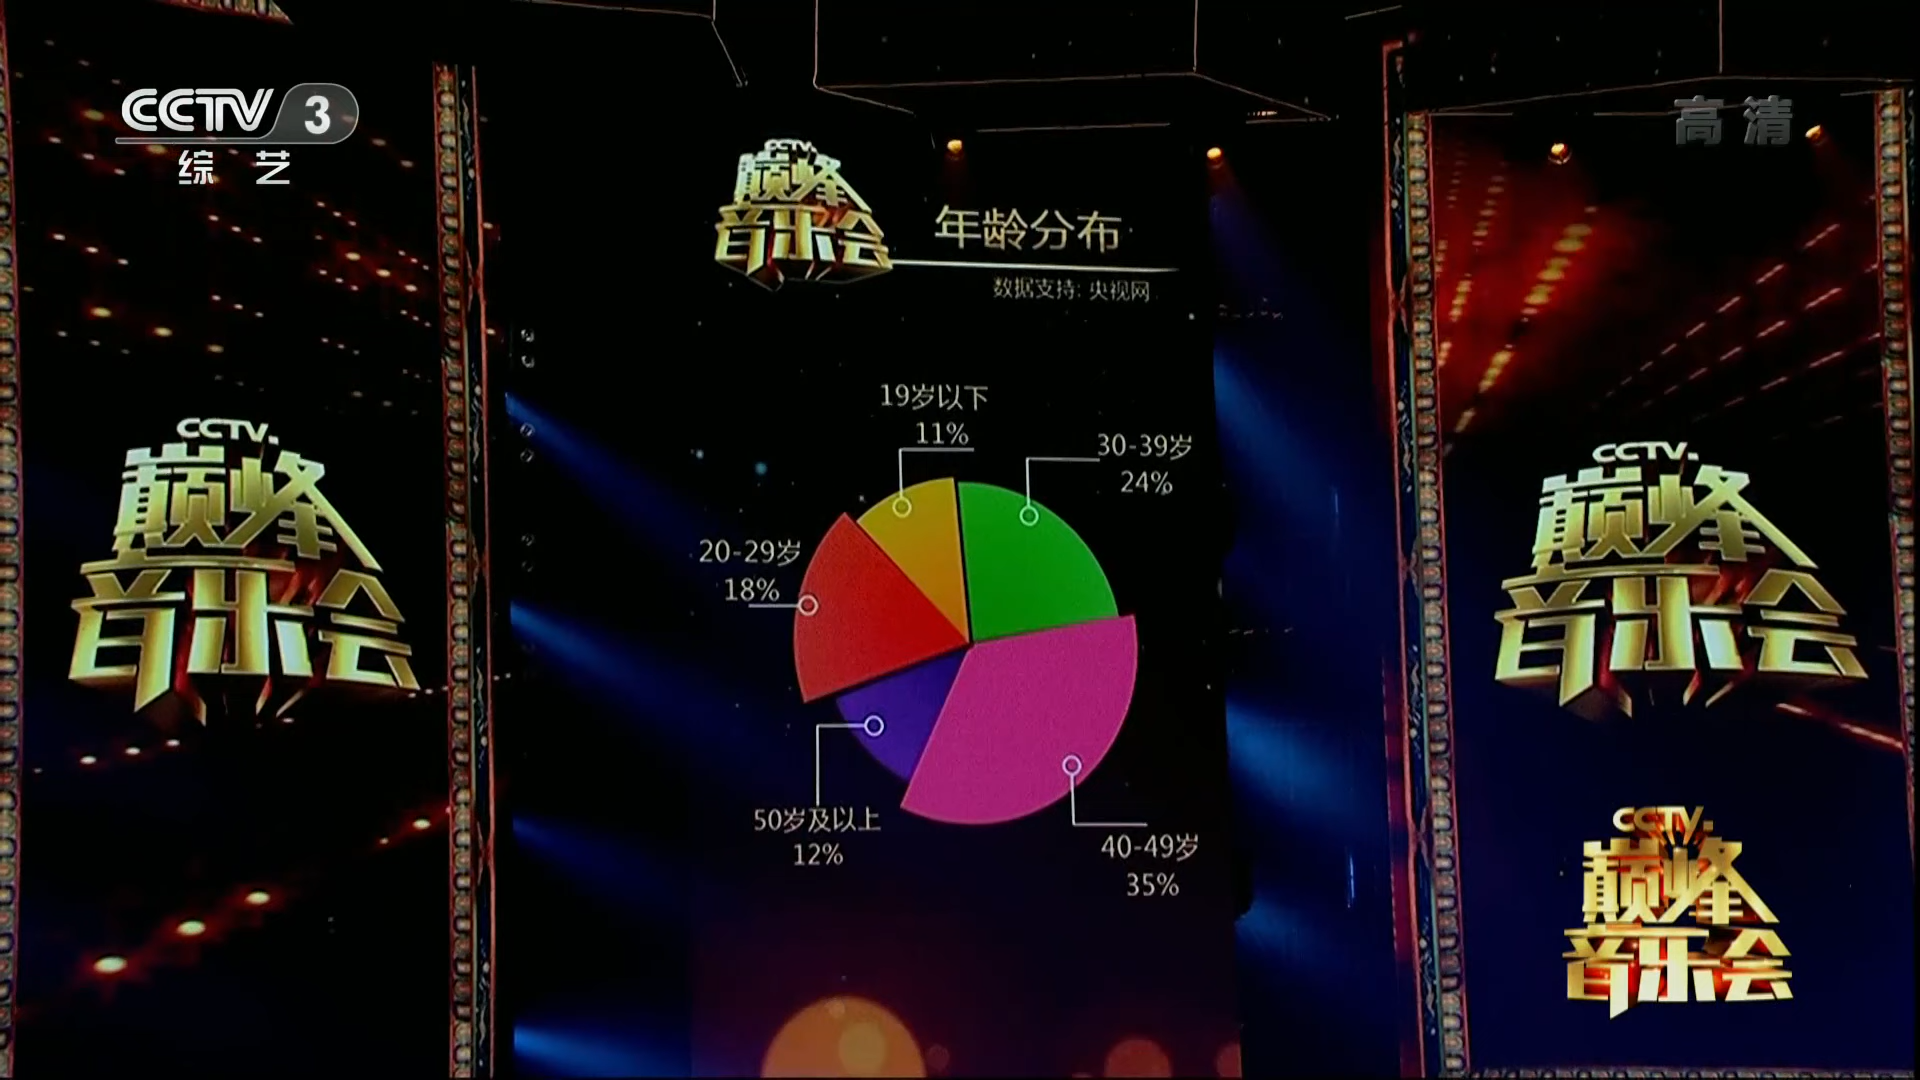 CCTV 3
综艺
高清
CCTV
巅峰
音乐会
年龄分布
数据支持: 央视网
19岁以下
11%
30-39岁
24%
20-29岁
18%
50岁及以上
12%
40-49岁
35%
CCTV
巅峰
音乐会
CCTV
巅峰
音乐会
CCTV
巅峰
音乐会